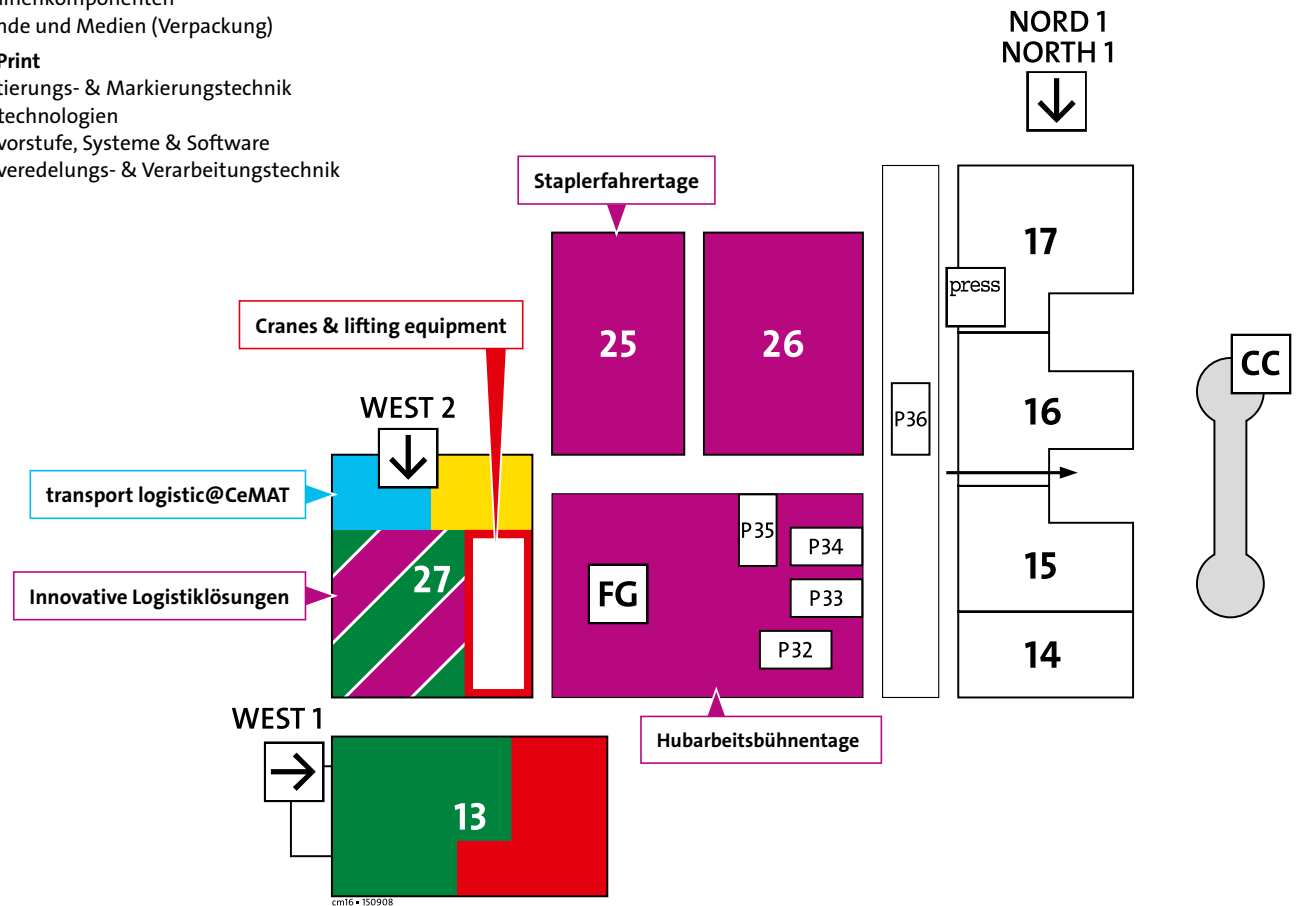 nde und Medien (Verpackung)
Print
tierungs- & Markierungstechnik
technologien
vorstufe, Systeme & Software
veredelungs- & Verarbeitungstechnik
NORD 1
NORTH 1
Staplerfahrertage
17
press
Cranes & lifting equipment
25
26
CC
WEST 2
P36
16
transport logistic@CeMAT
P35
P34
27
15
Innovative Logistiklösungen
FG
P33
P32
14
WEST 1
Hubarbeitsbühnentage
13
cm16 ▪ 150908